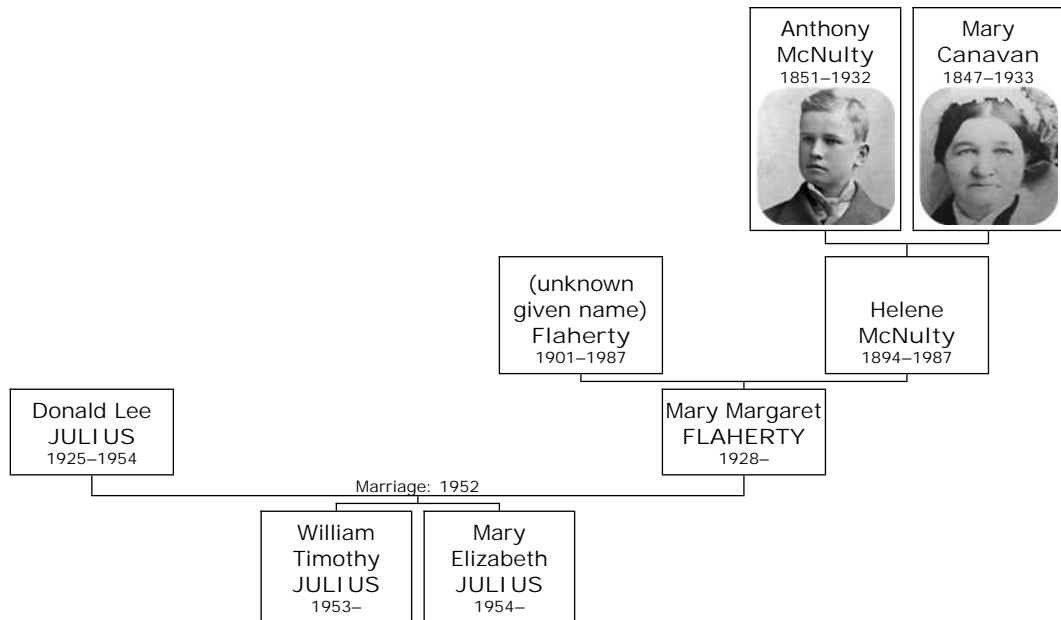 Anthony
McNulty
1851–1932
Mary
Canavan
1847–1933
(unknown
given name)
Flaherty
1901–1987
Helene
McNulty
1894–1987
Donald Lee
JULIUS
1925–1954
Mary Margaret
FLAHERTY
1928–
Marriage: 1952
William
Timothy
JULIUS
1953–
Mary
Elizabeth
JULIUS
1954–